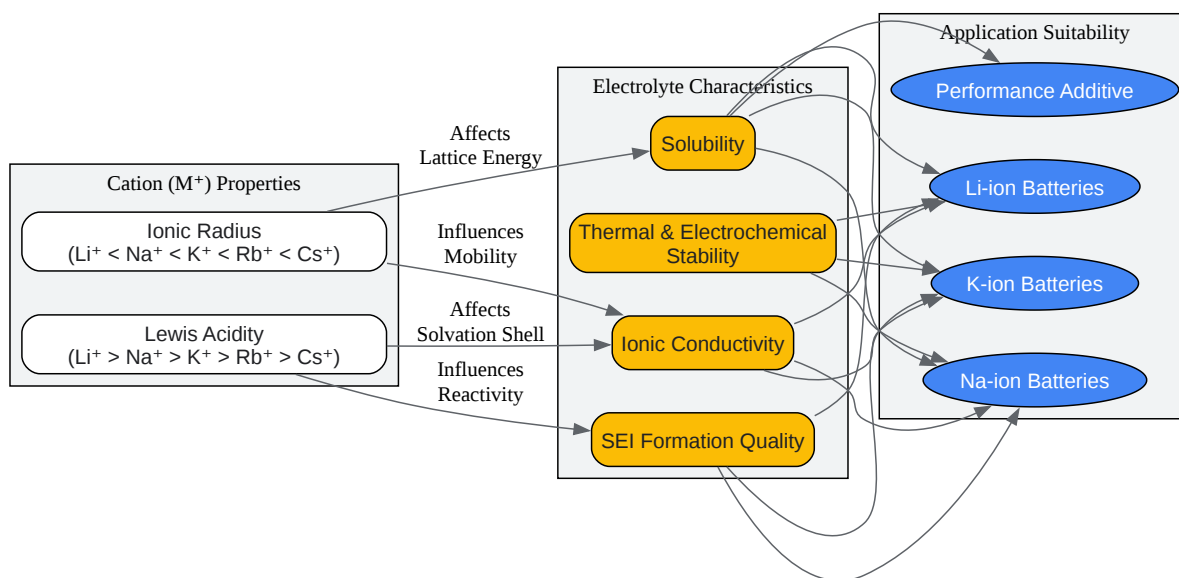 Cation (M⁺) Properties
Ionic Radius
(Li⁺ < Na⁺ < K⁺ < Rb⁺ < Cs⁺)
Lewis Acidity
(Li⁺ > Na⁺ > K⁺ > Rb⁺ > Cs⁺)
Affects
Lattice Energy
Influences
Mobility
Affects
Solvation Shell
Influences
Reactivity
Electrolyte Characteristics
Solubility
Thermal & Electrochemical
Stability
Ionic Conductivity
SEI Formation Quality
Application Suitability
Performance Additive
Li-ion Batteries
K-ion Batteries
Na-ion Batteries